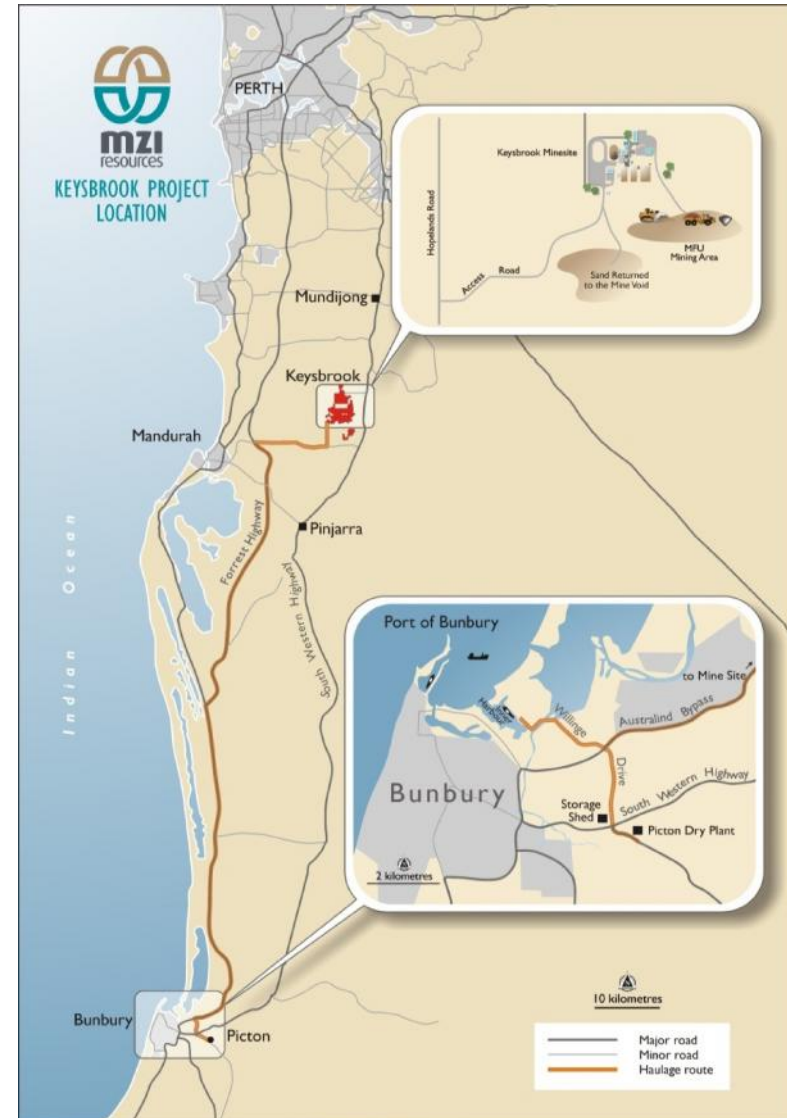 PERTH
mzi
resources
KEYSBROOK PROJECT
LOCATION
Keysbrook Minesite
Hopelands Road
MFU
Mining Area
Access Road
Sand Returned
to the Mine Void
Mundijong
Keysbrook
Mandurah
Forrest Highway
Pinjarra
South Western Highway
Indian Ocean
Port of Bunbury
to Mine Site
Inner
Harbour
Willinge
Drive
Australind Bypass
Bunbury
South Western Highway
Storage
Shed
Picton Dry Plant
2 kilometres
10 kilometres
Bunbury
Picton
Major road
Minor road
Haulage route